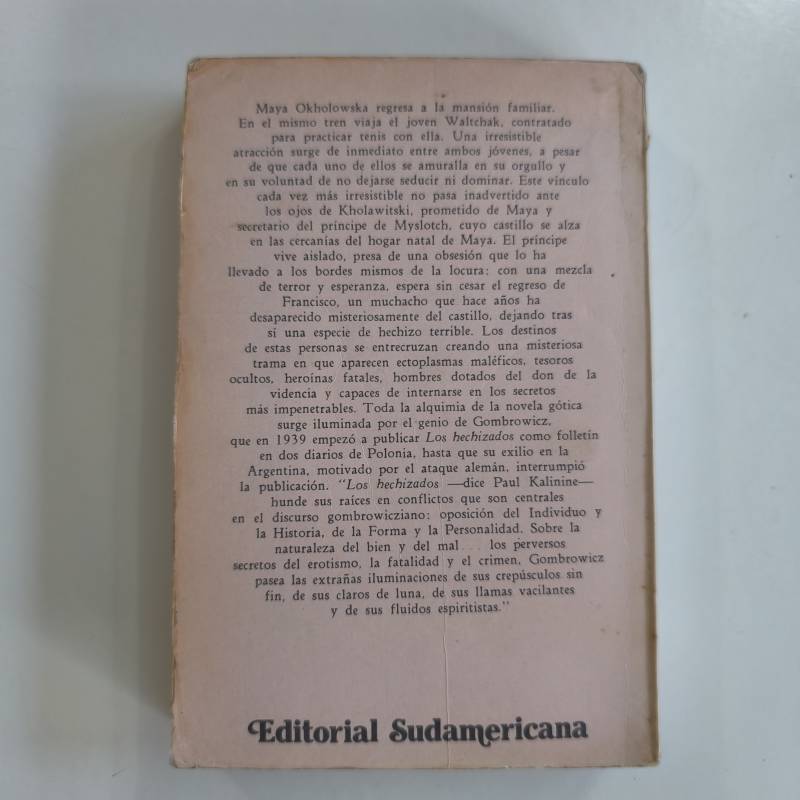 Maya Okholowska regresa a la mansión familiar.
En el mismo tren viaja el joven Waltchak, contratado
para practicar tenis con ella. Una irresistible
atracción surge de inmediato entre ambos jóvenes, a pesar
de que cada uno de ellos se amuralla en su orgullo y
en su voluntad de no dejarse seducir ni dominar. Este vínculo
cada vez más irresistible no pasa inadvertido ante
los ojos de Kholawitski, prometido de Maya y
secretario del príncipe de Myslotch, cuyo castillo se alza
en las cercanías del hogar natal de Maya. El príncipe
vive aislado, presa de una obsesión que lo ha
llevado a los bordes mismos de la locura: con una mezcla
de terror y esperanza, espera sin cesar el regreso de
Francisco, un muchacho que hace años ha
desaparecido misteriosamente del castillo, dejando tras
si una especie de hechizo terrible. Los destinos
de estas personas se entrecruzan creando una misteriosa
trama en que aparecen ectoplasmas maléficos, tesoros
ocultos, heroínas fatales, hombres dotados del don de la
videncia y capaces de internarse en los secretos
más impenetrables. Toda la alquimia de la novela gótica
surge iluminada por el genio de Gombrowicz,
que en 1939 empezó a publicar Los hechizados como folletín
en dos diarios de Polonia, hasta que su exilio en la
Argentina, motivado por el ataque alemán, interrumpió
la publicación. "Los hechizados —dice Paul Kalinine—
hunde sus raíces en conflictos que son centrales
en el discurso gombrowicziano: oposición del Individuo y
la Historia, de la Forma y la Personalidad. Sobre la
naturaleza del bien y del mal... los perversos
secretos del erotismo, la fatalidad y el crimen, Gombrowicz
pasea las extrañas iluminaciones de sus crepúsculos sin
fin, de sus claros de luna, de sus llamas vacilantes
y de sus fluidos espiritistas."
Editorial Sudamericana